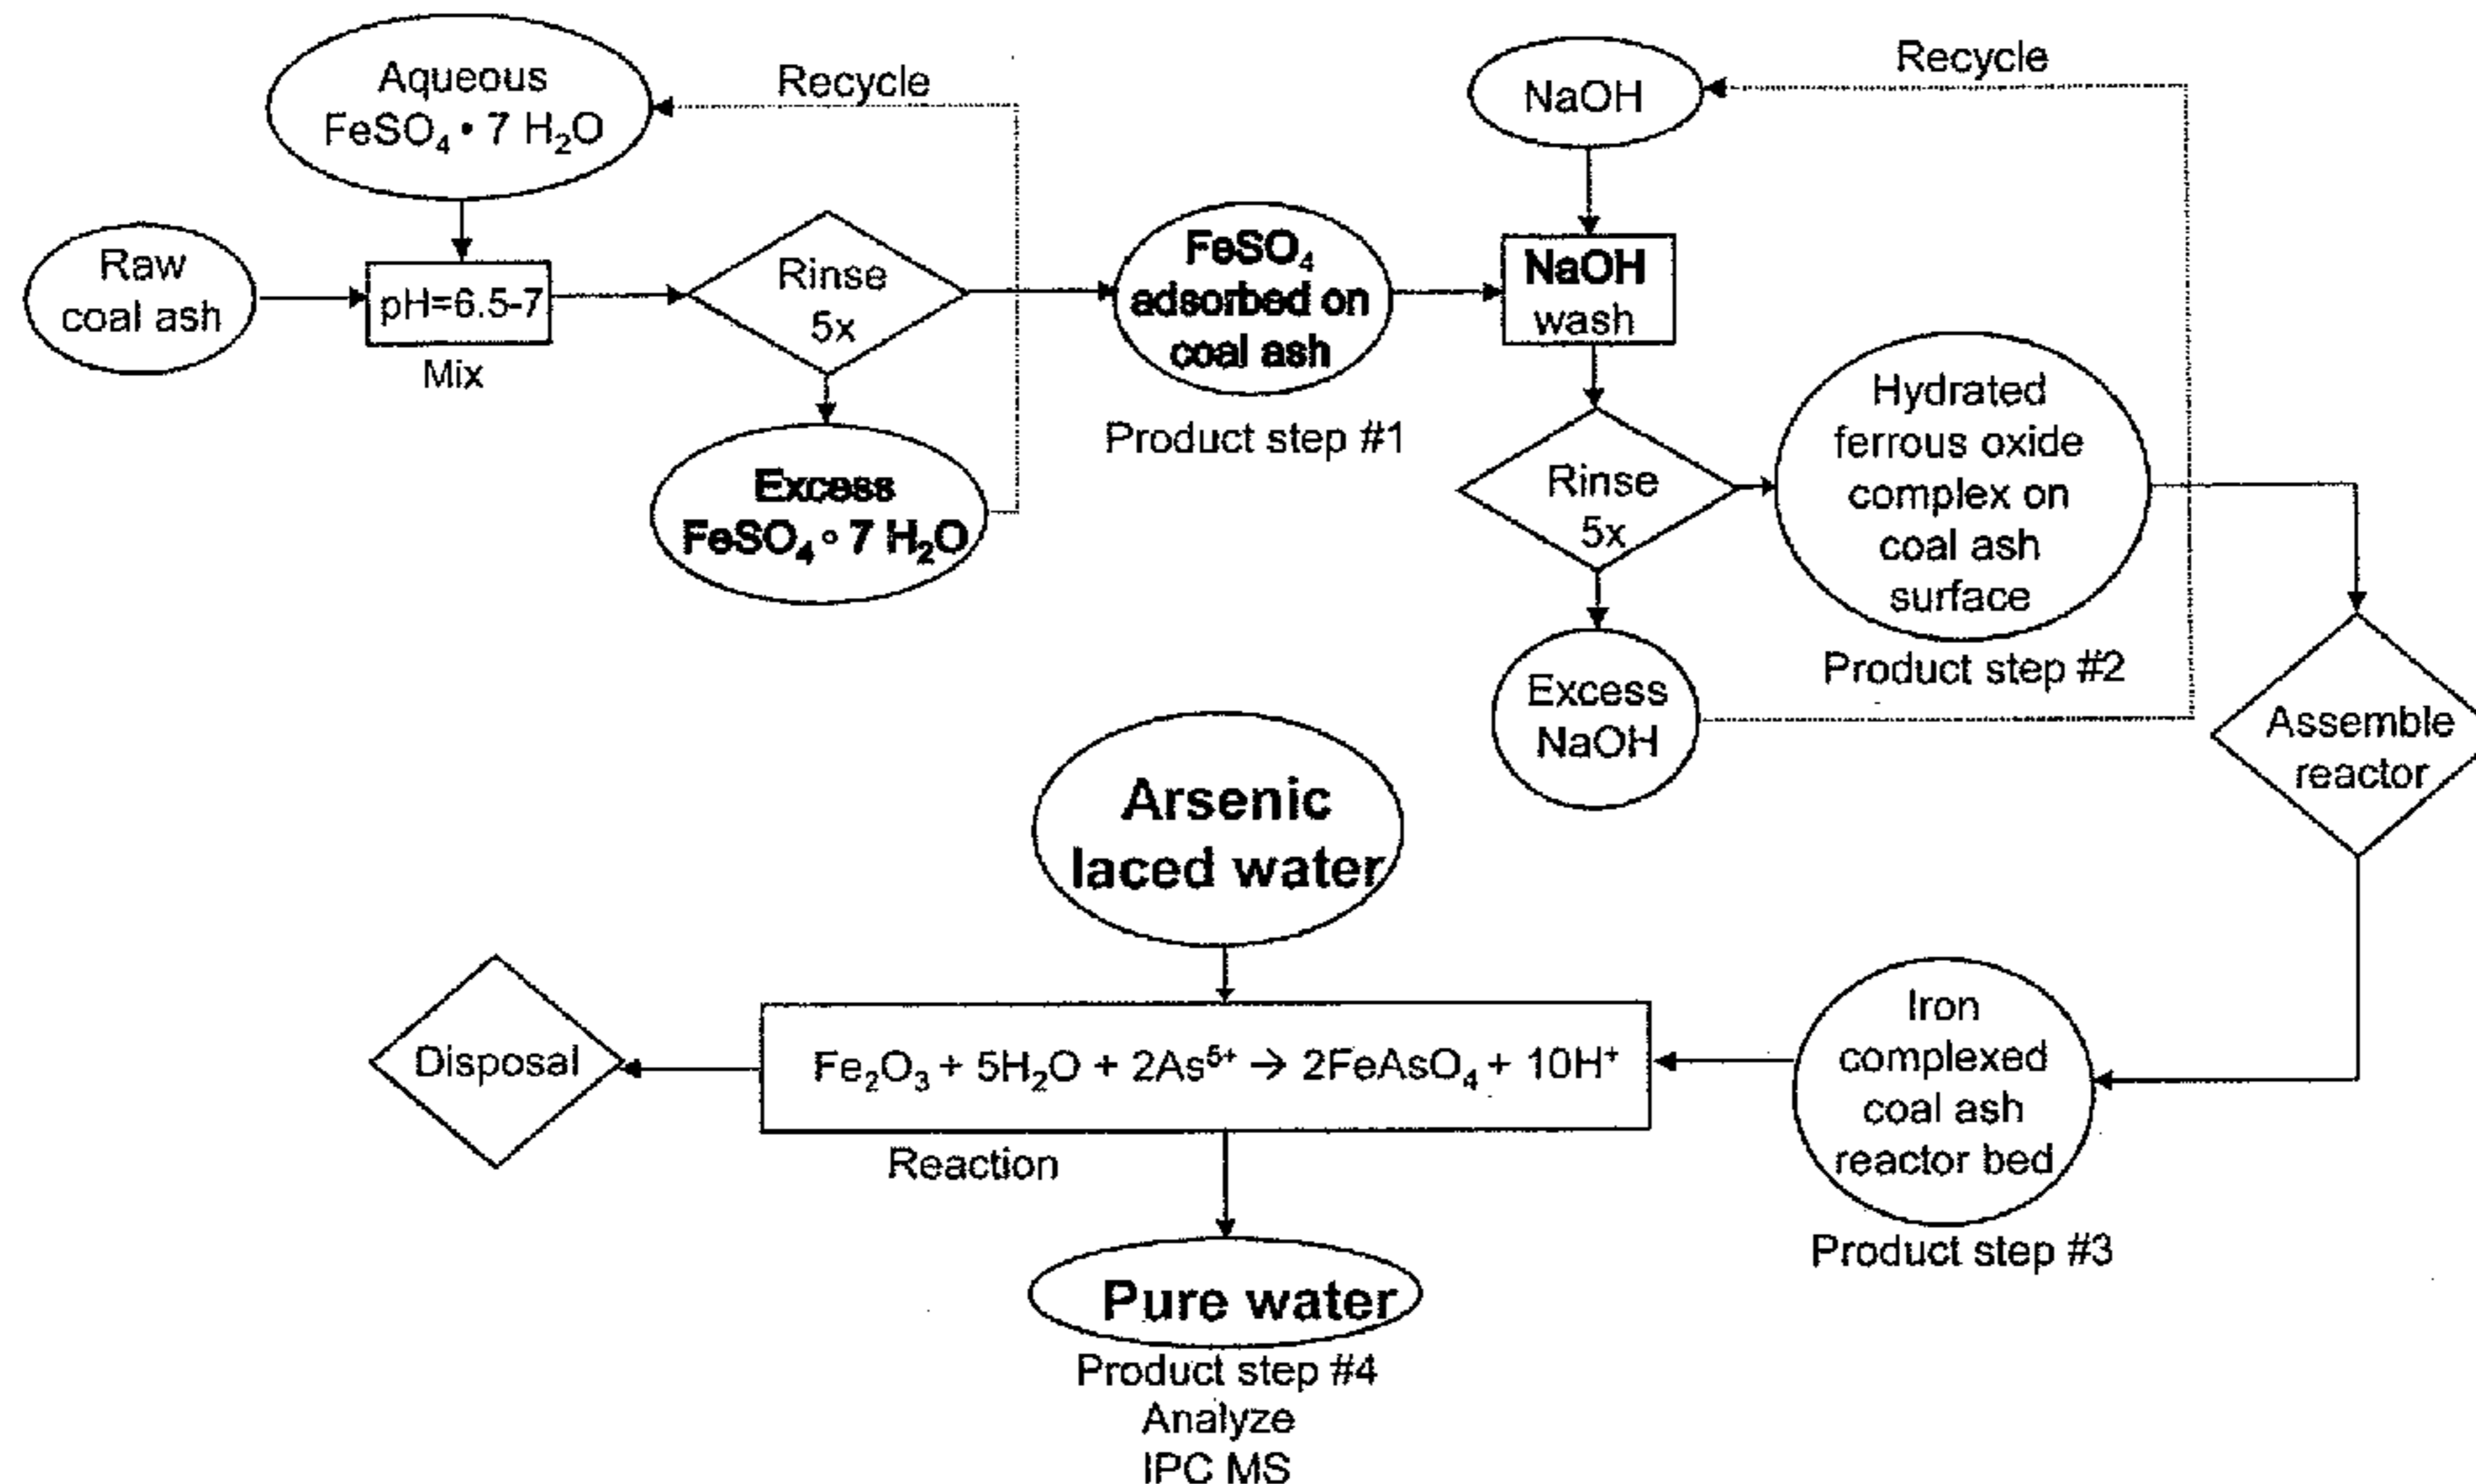 Aqueous
FeSO₄ • 7 H₂O
Recycle
Raw
coal ash
pH=6.5-7
Mix
Rinse
5x
Excess
FeSO₄ ∘ 7 H₂O
FeSO₄
adsorbed on
coal ash
Product step #1
NaOH
Recycle
NaOH
wash
Rinse
5x
Excess
NaOH
Hydrated
ferrous oxide
complex on
coal ash
surface
Product step #2
Assemble
reactor
Arsenic
laced water
Iron
complexed
coal ash
reactor bed
Product step #3
Fe₂O₃ + 5H₂O + 2As⁵⁺ → 2FeAsO₄ + 10H⁺
Reaction
Disposal
Pure water
Product step #4
Analyze
IPC MS